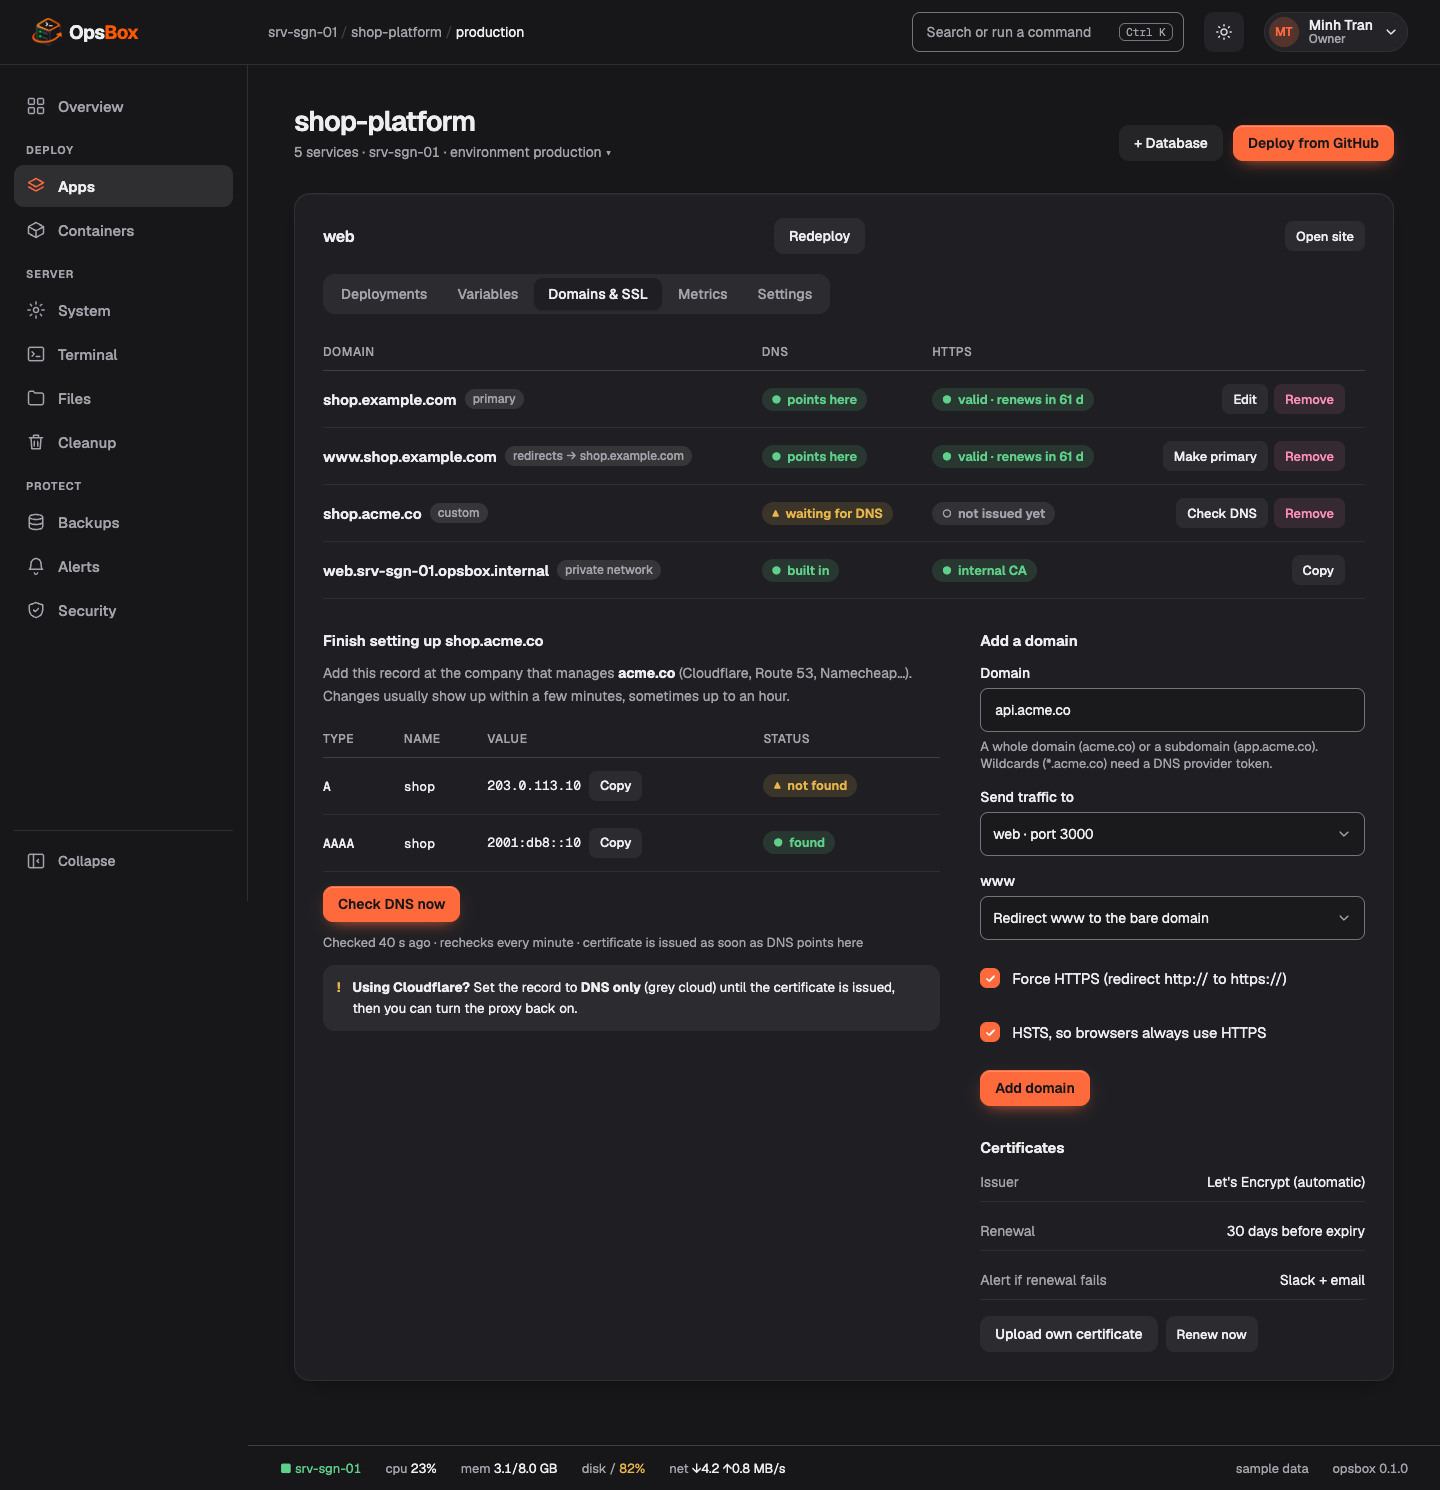 OpsBox
srv-sgn-01 / shop-platform / production
Search or run a command
Ctrl K
MT
Minh Tran
Owner
Overview
DEPLOY
Apps
Containers
SERVER
System
Terminal
Files
Cleanup
PROTECT
Backups
Alerts
Security
Collapse
shop-platform
5 services · srv-sgn-01 · environment production ▾
+ Database
Deploy from GitHub
web
Redeploy
Open site
Deployments Variables Domains & SSL Metrics Settings
DOMAIN DNS HTTPS
shop.example.com primary points here valid · renews in 61 d Edit Remove
www.shop.example.com redirects → shop.example.com points here valid · renews in 61 d Make primary Remove
shop.acme.co custom waiting for DNS not issued yet Check DNS Remove
web.srv-sgn-01.opsbox.internal private network built in internal CA Copy
Finish setting up shop.acme.co
Add this record at the company that manages acme.co (Cloudflare, Route 53, Namecheap…).
Changes usually show up within a few minutes, sometimes up to an hour.
TYPE NAME VALUE STATUS
A shop 203.0.113.10 Copy not found
AAAA shop 2001:db8::10 Copy found
Check DNS now
Checked 40 s ago · rechecks every minute · certificate is issued as soon as DNS points here
! Using Cloudflare? Set the record to DNS only (grey cloud) until the certificate is issued,
then you can turn the proxy back on.
Add a domain
Domain
api.acme.co
A whole domain (acme.co) or a subdomain (app.acme.co).
Wildcards (*.acme.co) need a DNS provider token.
Send traffic to
web · port 3000
www
Redirect www to the bare domain
Force HTTPS (redirect http:// to https://)
HSTS, so browsers always use HTTPS
Add domain
Certificates
Issuer Let's Encrypt (automatic)
Renewal 30 days before expiry
Alert if renewal fails Slack + email
Upload own certificate
Renew now
srv-sgn-01 cpu 23% mem 3.1/8.0 GB disk / 82% net ↓4.2 ↑0.8 MB/s
sample data opsbox 0.1.0